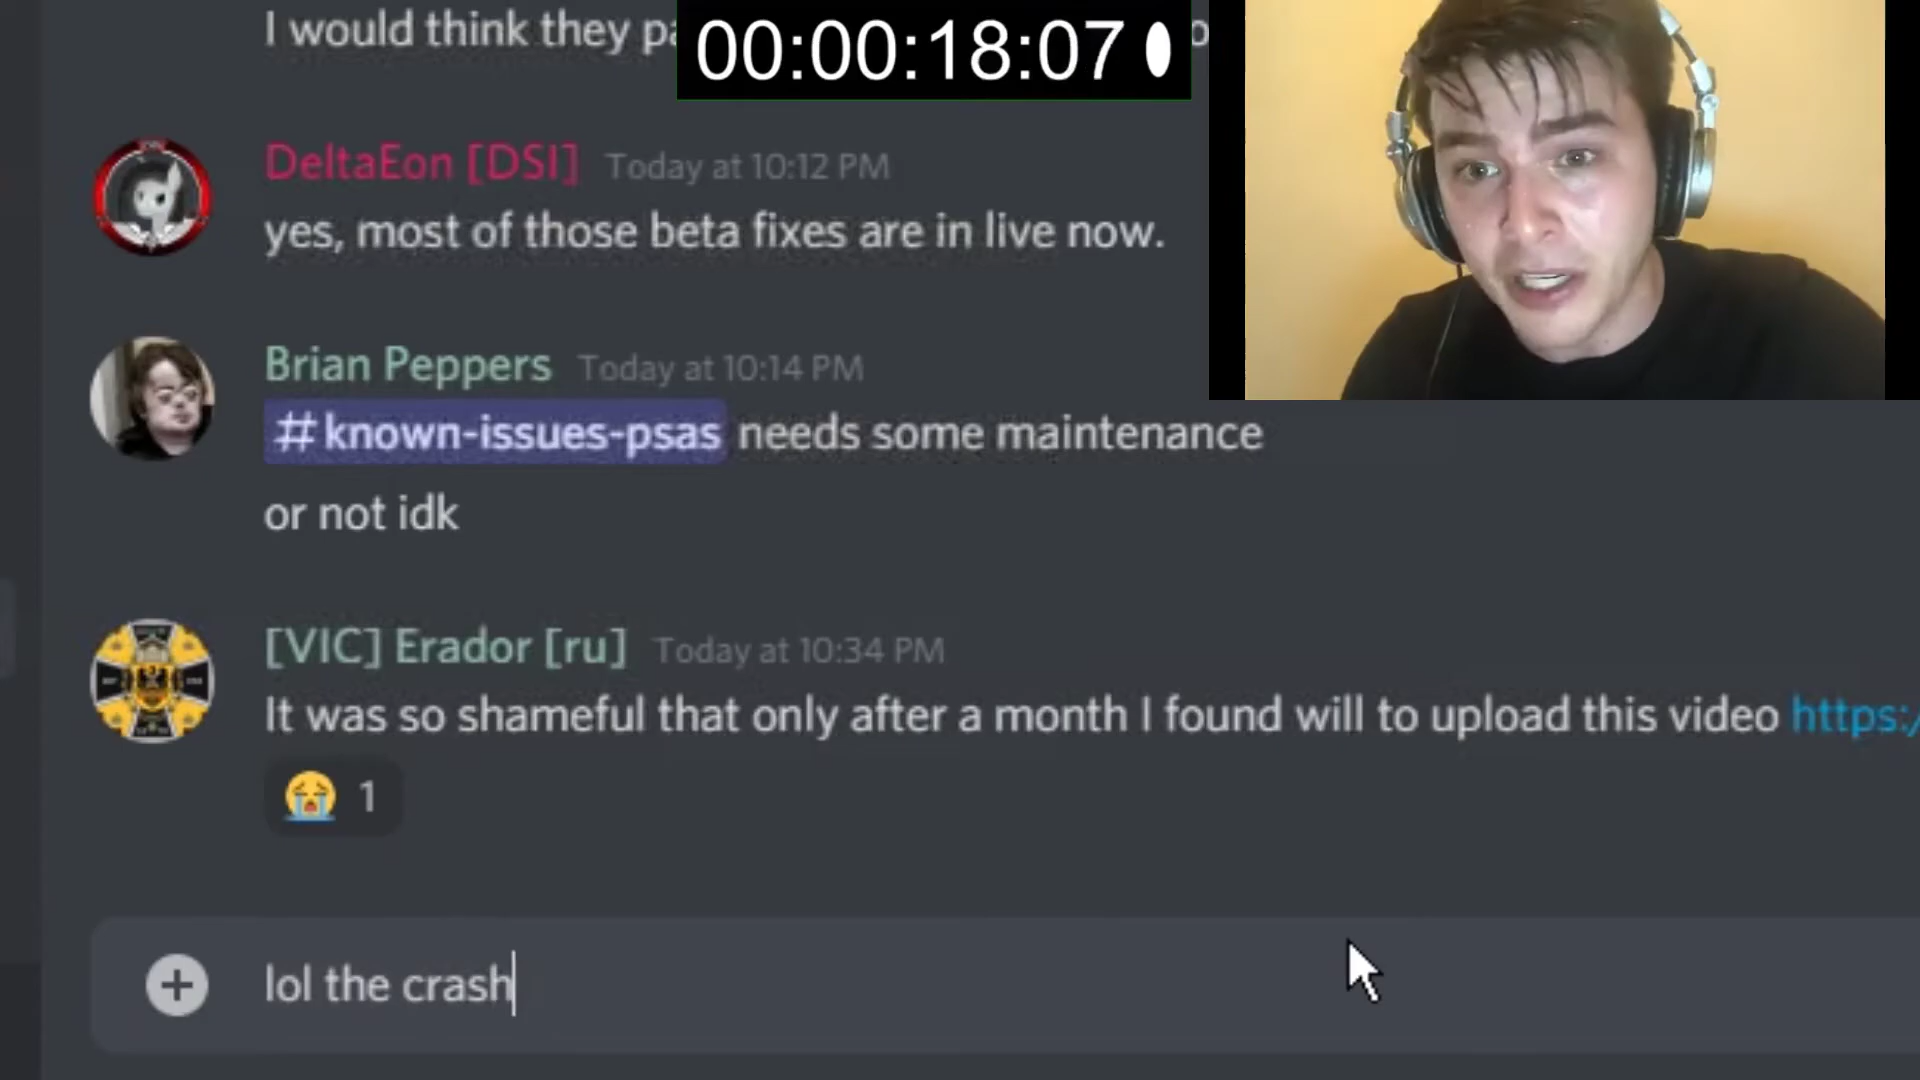 I would think they pa
00:00:18:07
DeltaEon [DSI] Today at 10:12 PM
yes, most of those beta fixes are in live now.
Brian Peppers Today at 10:14 PM
#known-issues-psas needs some maintenance
or not idk
[VIC] Erador [ru] Today at 10:34 PM
It was so shameful that only after a month I found will to upload this video https:/
1
lol the crash